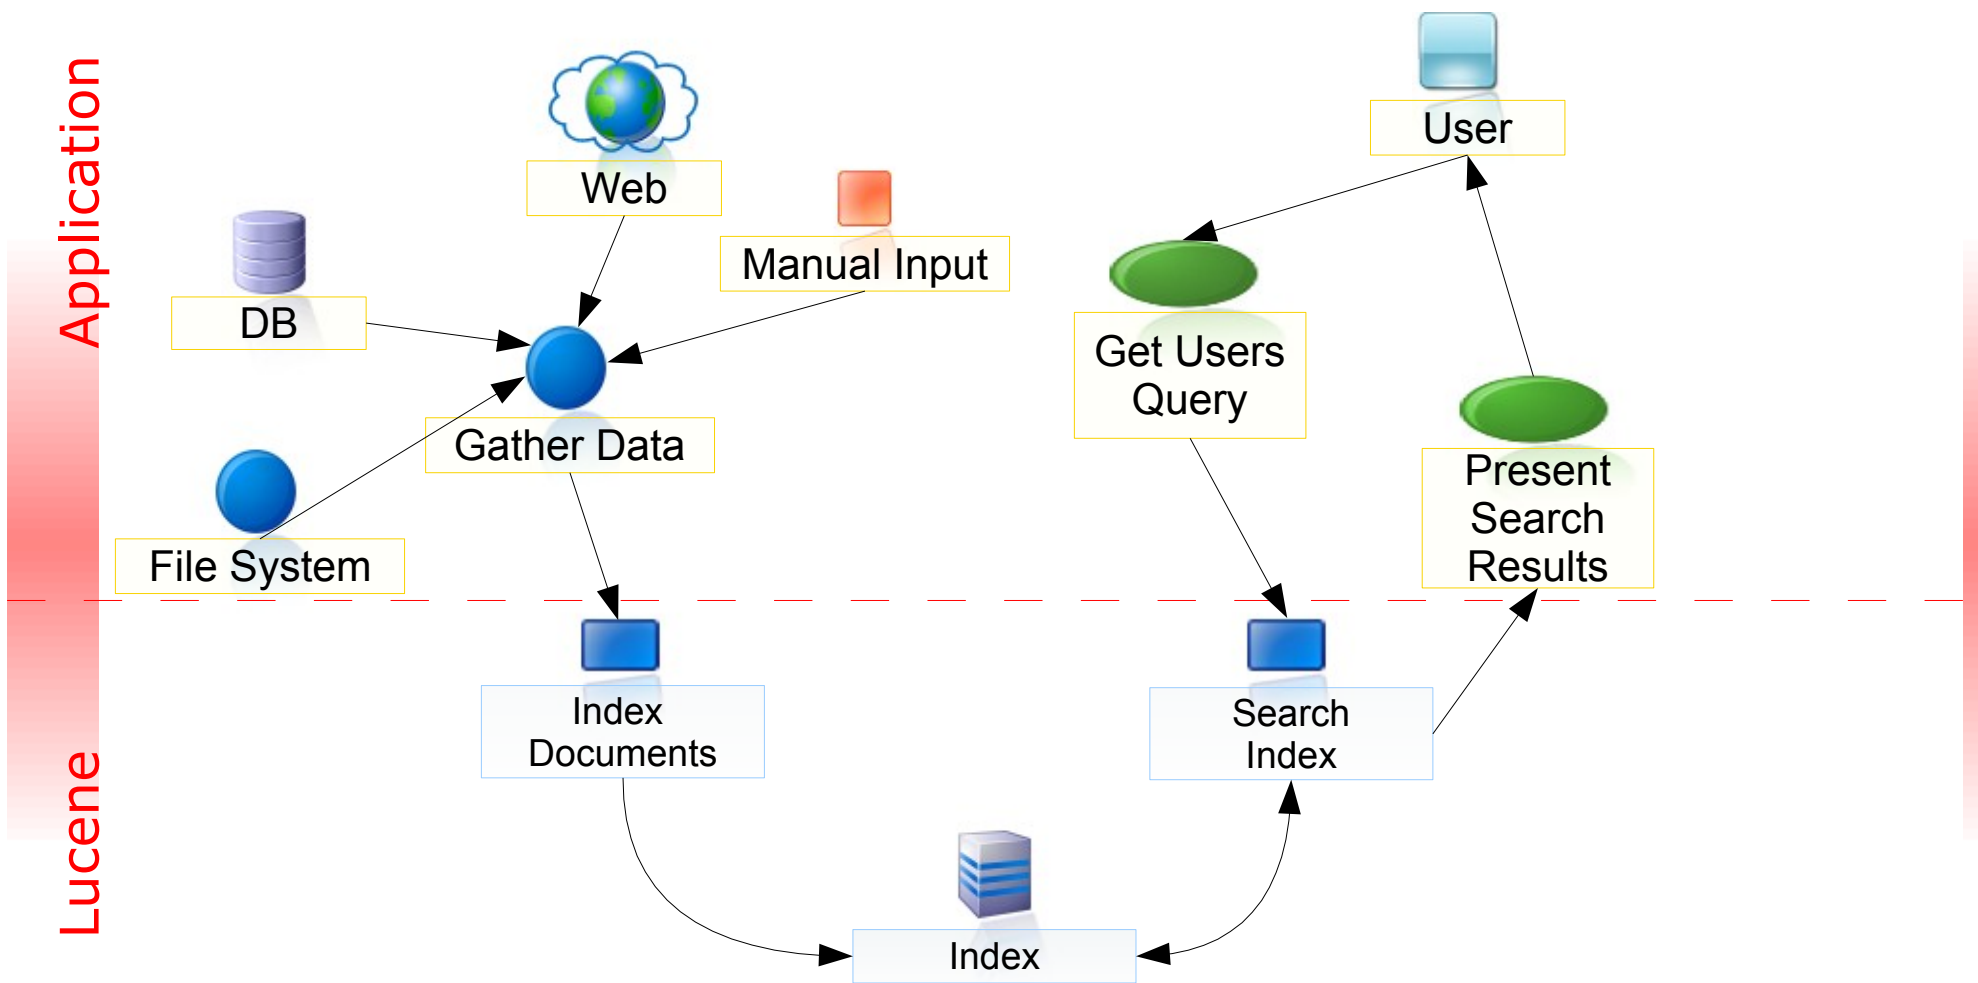 Application
Web
User
Manual Input
DB
Get Users
Query
Gather Data
Present
Search
Results
File System
Lucene
Index
Documents
Search
Index
Index